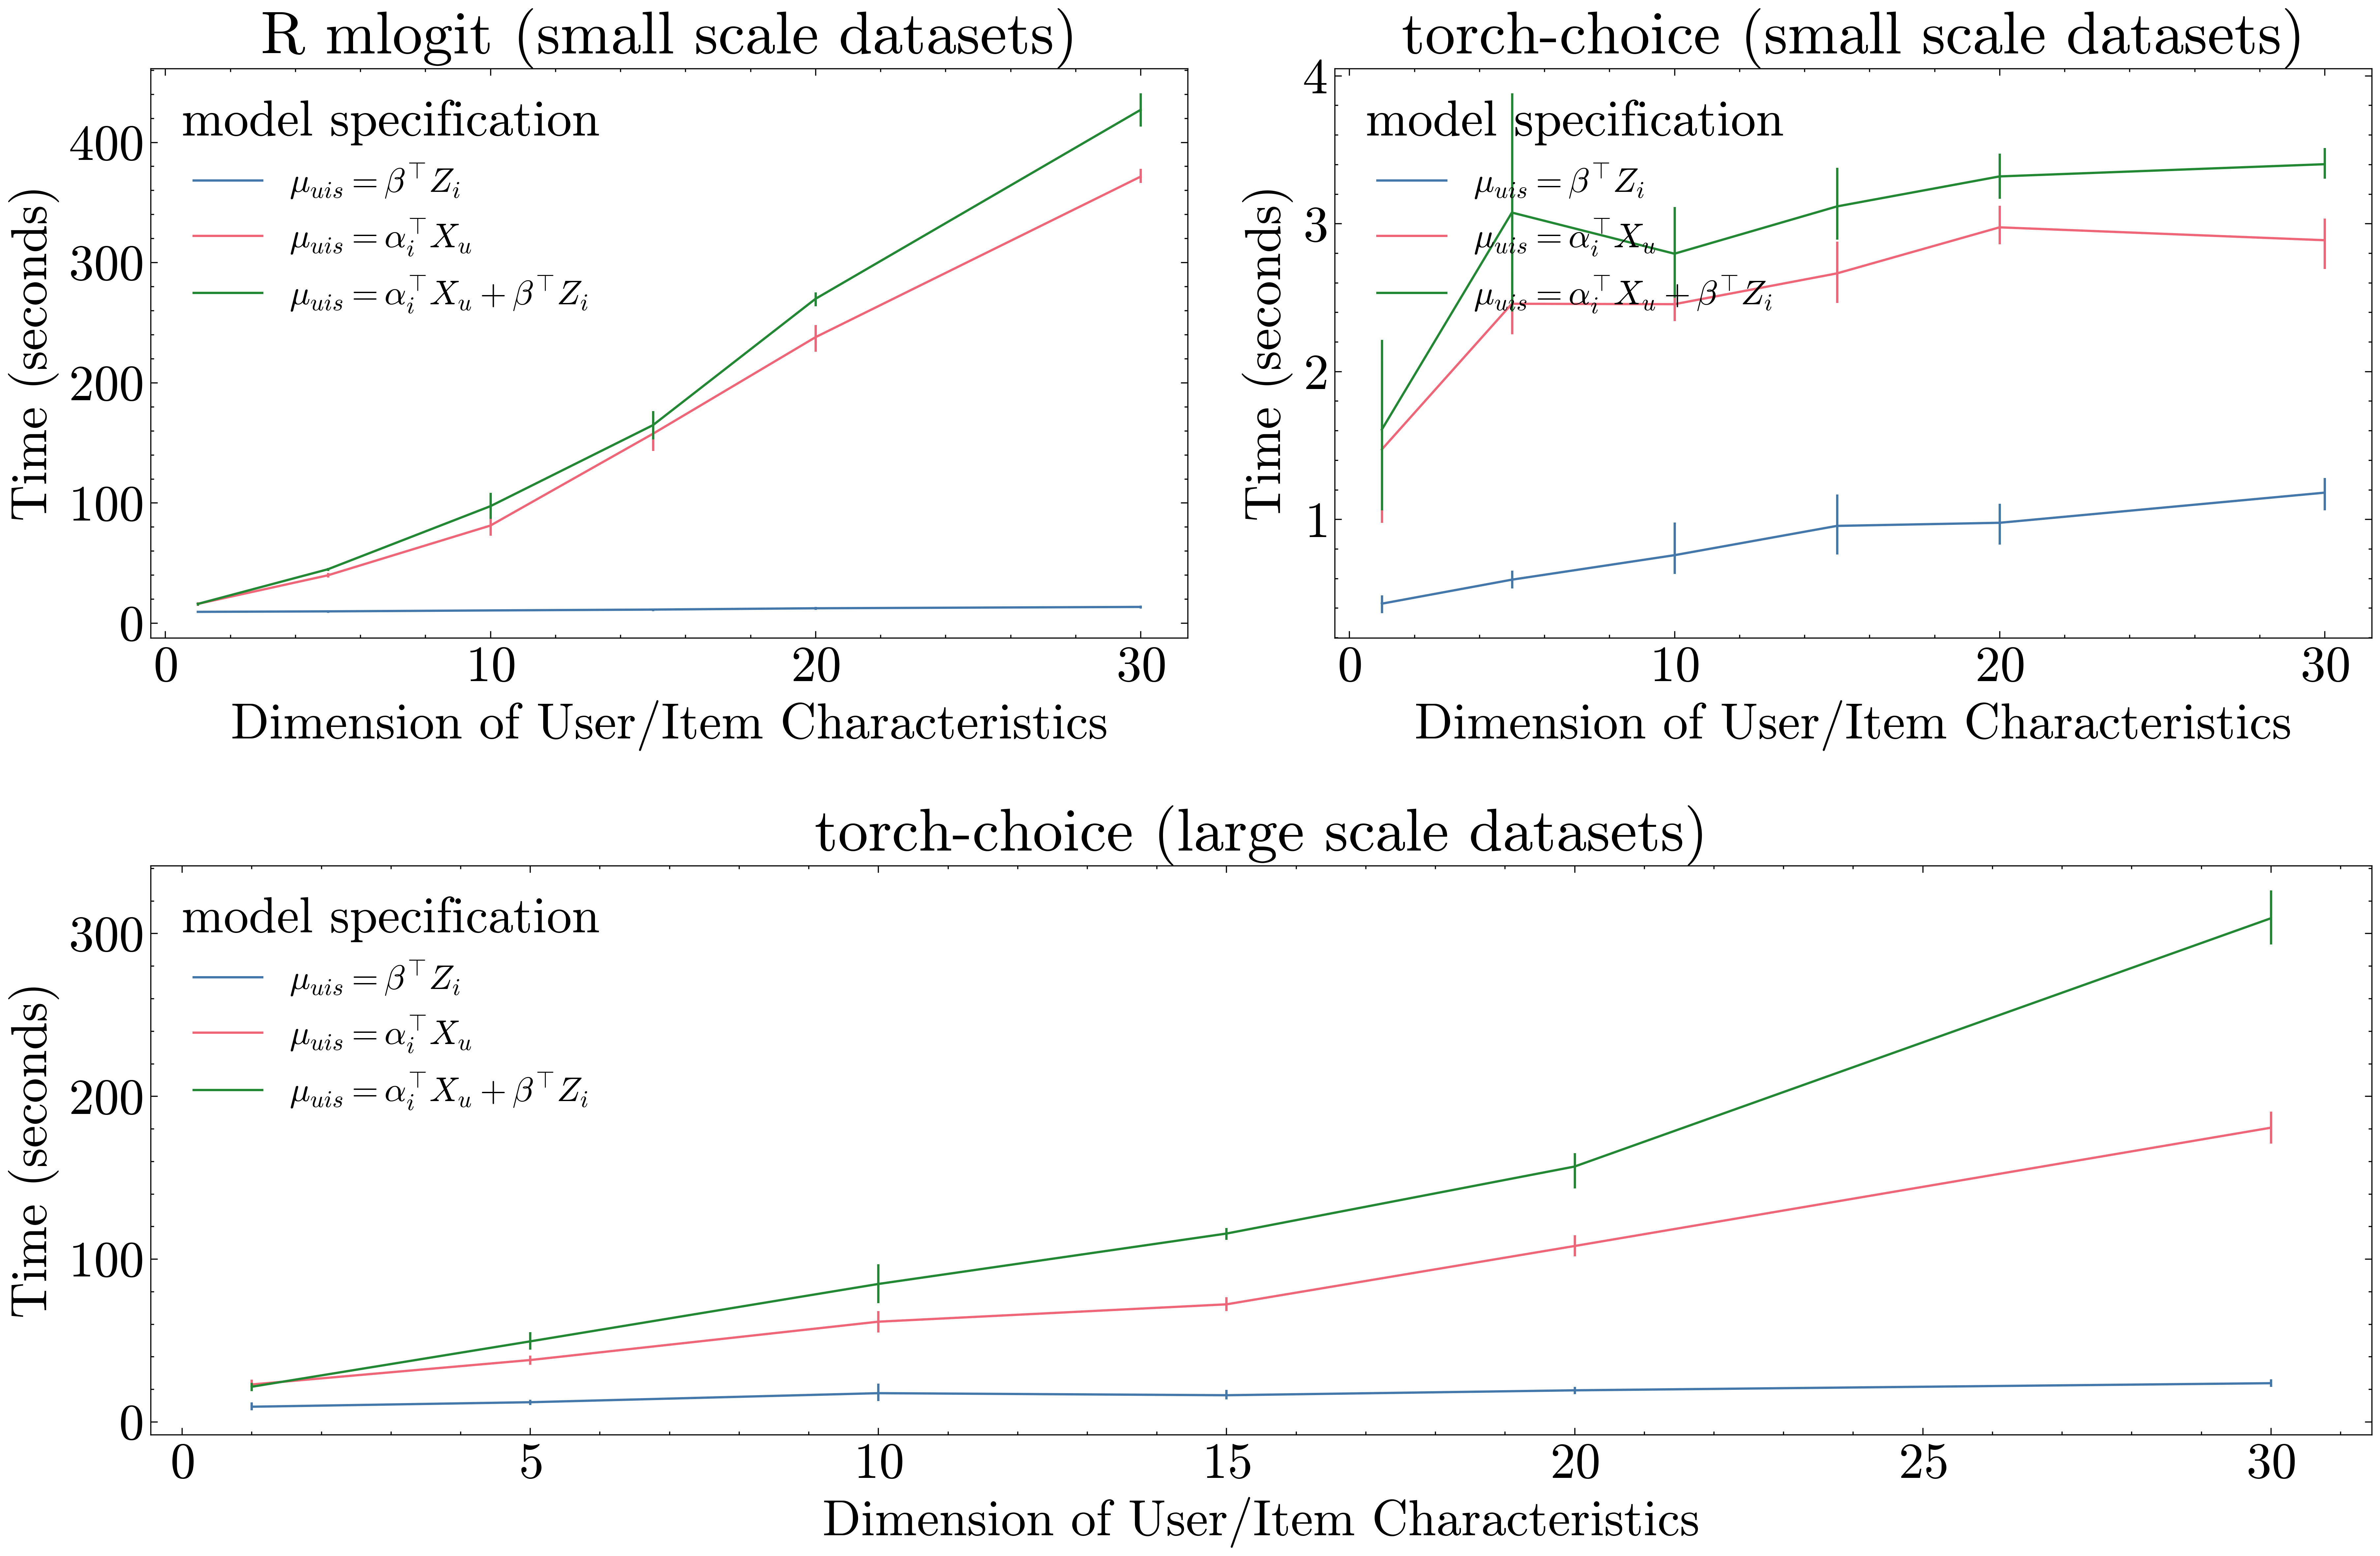 R mlogit (small scale datasets)
Time (seconds)
400
300
200
100
0
model specification
μ_{uis} = β^⊤ Z_i
μ_{uis} = α_i^⊤ X_u
μ_{uis} = α_i^⊤ X_u + β^⊤ Z_i
0 10 20 30
Dimension of User/Item Characteristics
torch-choice (small scale datasets)
Time (seconds)
4
3
2
1
model specification
μ_{uis} = β^⊤ Z_i
μ_{uis} = α_i^⊤ X_u
μ_{uis} = α_i^⊤ X_u + β^⊤ Z_i
0 10 20 30
Dimension of User/Item Characteristics
torch-choice (large scale datasets)
Time (seconds)
300
200
100
0
model specification
μ_{uis} = β^⊤ Z_i
μ_{uis} = α_i^⊤ X_u
μ_{uis} = α_i^⊤ X_u + β^⊤ Z_i
0 5 10 15 20 25 30
Dimension of User/Item Characteristics